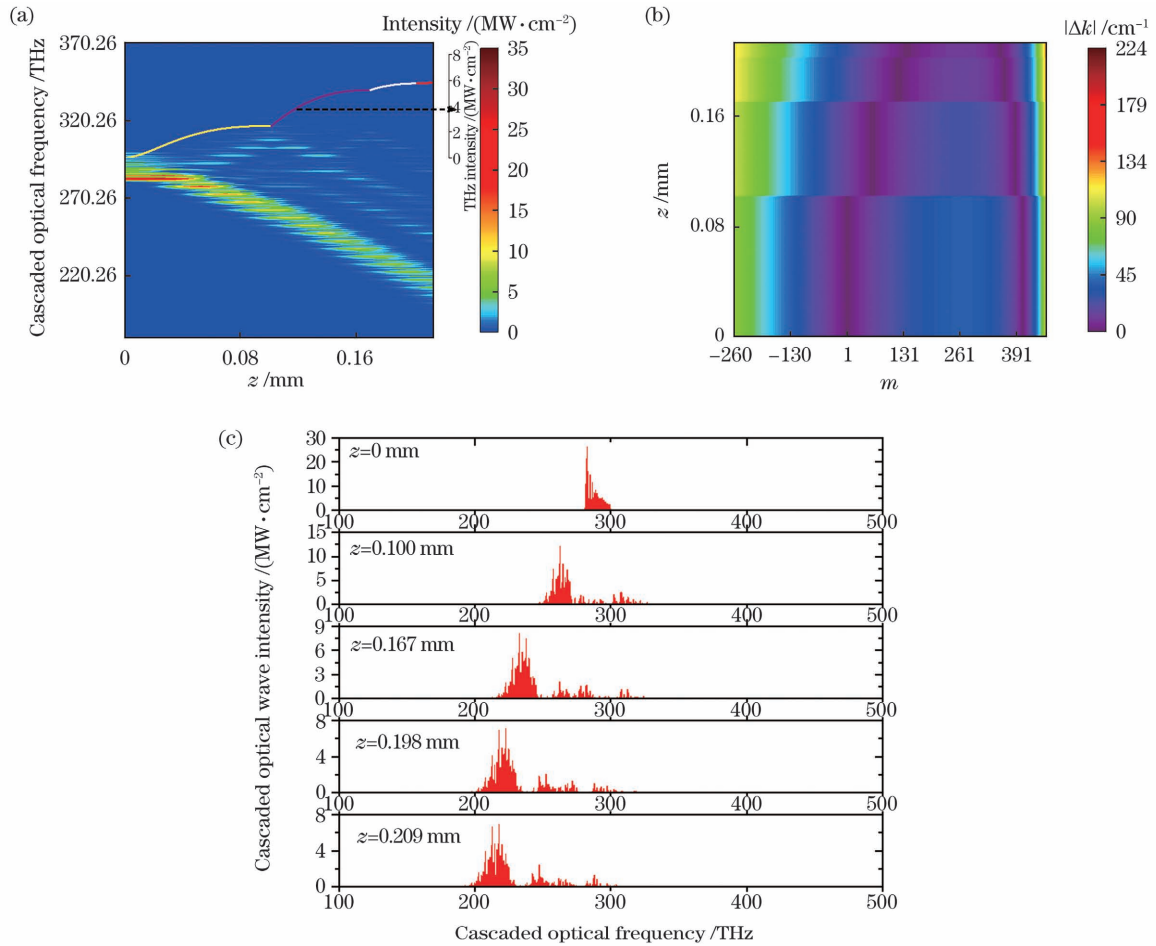 (a)
Intensity /(MW·cm⁻²)
370.26
320.26
270.26
220.26
Cascaded optical frequency /THz
0
0.08
0.16
z /mm
8
6
4
2
0
THz intensity /(MW·cm⁻²)
35
30
25
20
15
10
5
0
(b)
|Δk| /cm⁻¹
0.16
0.08
0
z /mm
−260
−130
1
131
261
391
m
224
179
134
90
45
0
(c)
Cascaded optical wave intensity /(MW·cm⁻²)
30
20
10
0
z=0 mm
100 200 300 400 500
15
10
5
0
z=0.100 mm
100 200 300 400 500
9
6
3
0
z=0.167 mm
100 200 300 400 500
8
4
0
z=0.198 mm
100 200 300 400 500
8
4
0
z=0.209 mm
100 200 300 400 500
Cascaded optical frequency /THz